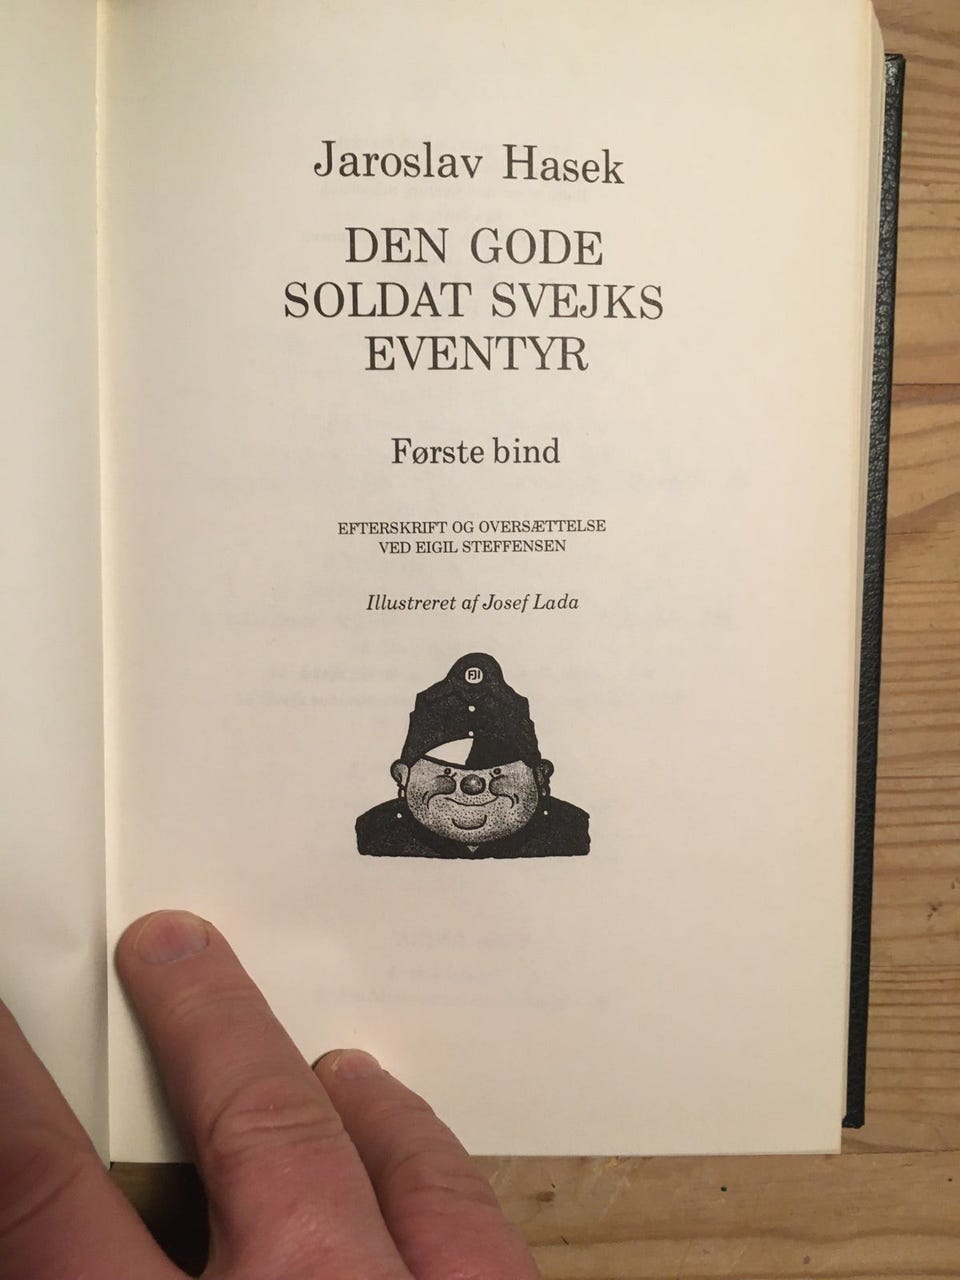 Jaroslav Hasek
DEN GODE
SOLDAT SVEJKS
EVENTYR
Første bind
EFTERSKRIFT OG OVERSÆTTELSE
VED EIGIL STEFFENSEN
Illustreret af Josef Lada
FJI